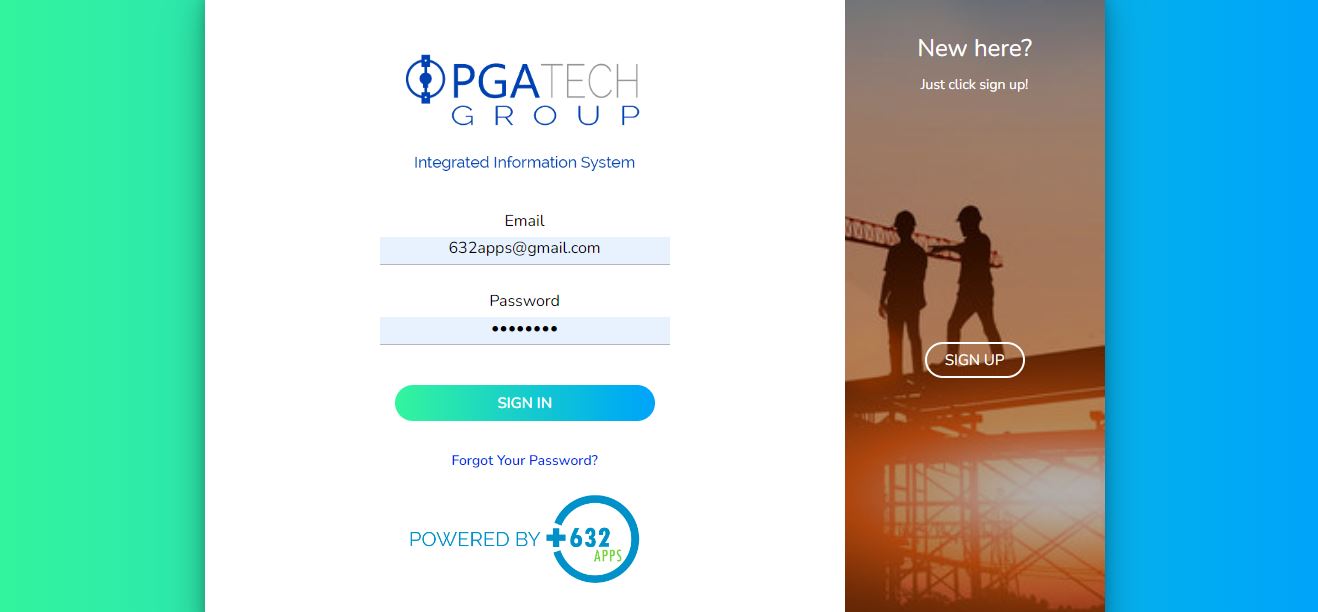 PGATECH
GROUP
Integrated Information System
Email
632apps@gmail.com
Password
••••••••
SIGN IN
Forgot Your Password?
POWERED BY +632
APPS
New here?
Just click sign up!
SIGN UP